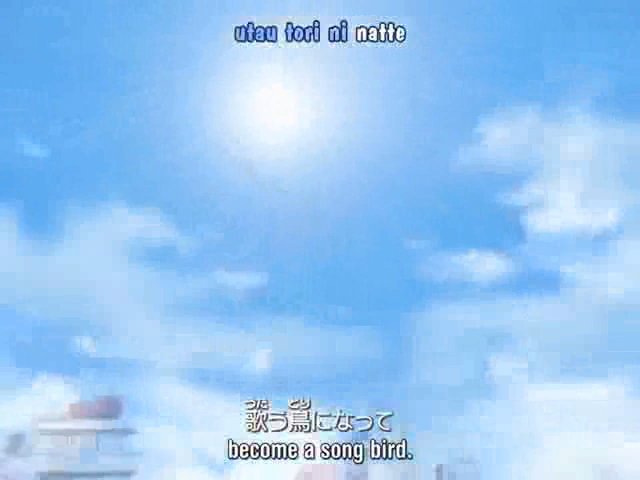 utau tori ni natte
うた とり
歌う鳥になって
become a song bird.